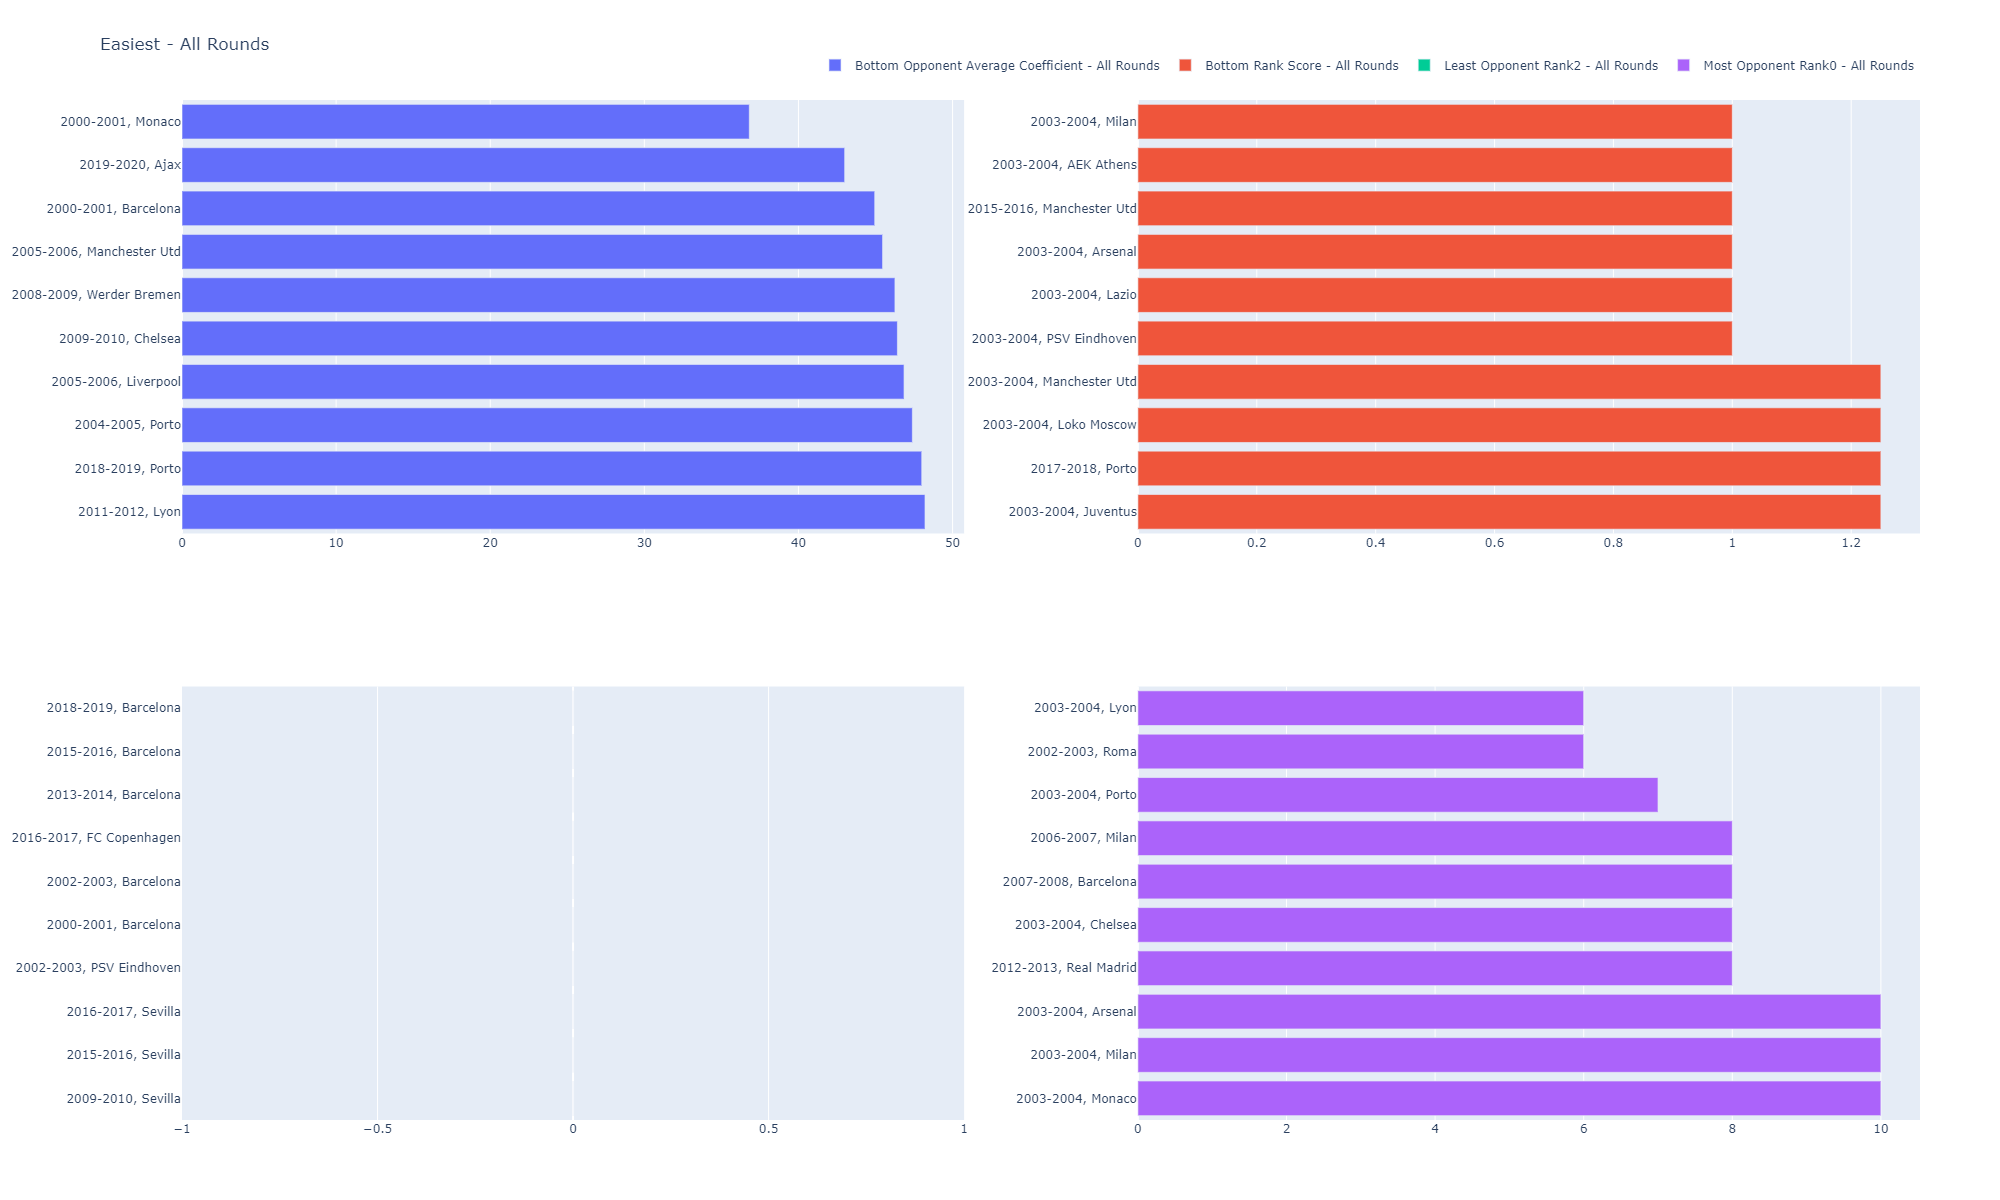 Easiest - All Rounds
Bottom Opponent Average Coefficient - All Rounds
Bottom Rank Score - All Rounds
Least Opponent Rank2 - All Rounds
Most Opponent Rank0 - All Rounds
2000-2001, Monaco
2019-2020, Ajax
2000-2001, Barcelona
2005-2006, Manchester Utd
2008-2009, Werder Bremen
2009-2010, Chelsea
2005-2006, Liverpool
2004-2005, Porto
2018-2019, Porto
2011-2012, Lyon
0 10 20 30 40 50
2003-2004, Milan
2003-2004, AEK Athens
2015-2016, Manchester Utd
2003-2004, Arsenal
2003-2004, Lazio
2003-2004, PSV Eindhoven
2003-2004, Manchester Utd
2003-2004, Loko Moscow
2017-2018, Porto
2003-2004, Juventus
0 0.2 0.4 0.6 0.8 1 1.2
2018-2019, Barcelona
2015-2016, Barcelona
2013-2014, Barcelona
2016-2017, FC Copenhagen
2002-2003, Barcelona
2000-2001, Barcelona
2002-2003, PSV Eindhoven
2016-2017, Sevilla
2015-2016, Sevilla
2009-2010, Sevilla
−1 −0.5 0 0.5 1
2003-2004, Lyon
2002-2003, Roma
2003-2004, Porto
2006-2007, Milan
2007-2008, Barcelona
2003-2004, Chelsea
2012-2013, Real Madrid
2003-2004, Arsenal
2003-2004, Milan
2003-2004, Monaco
0 2 4 6 8 10